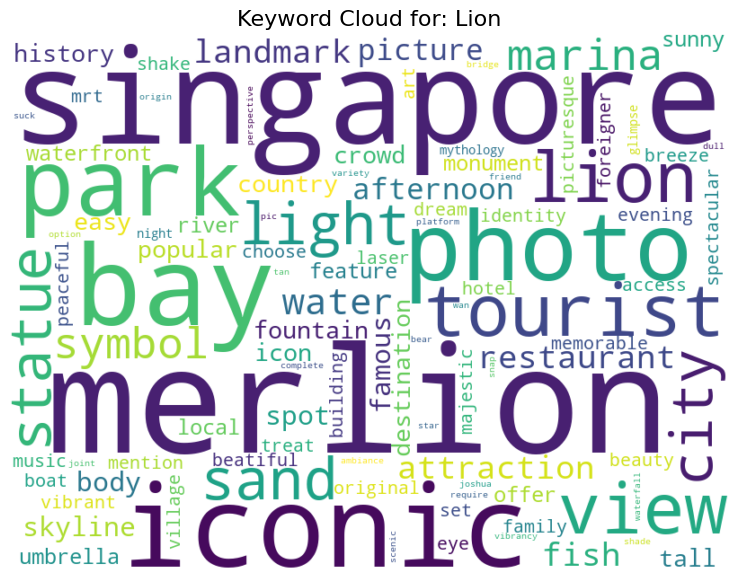 Keyword Cloud for: Lion
history
shake
landmark
picture
bridge
marina
sunny
suck
mrt
origin
singapore
perspective
art
picturesque
foreigner
glimpse
dull
waterfront
crowd
mythology
monument
breeze
park
country
variety
afternoon
friend
lion
easy
river
light
dream
identity
evening
spectacular
option
night
popular
choose
pic
platform
photo
peaceful
bay
tan
feature
laser
hotel
access
statue
water
wan
tourist
symbol
fountain
famous
destination
bear
memorable
icon
complete
building
restaurant
majestic
snap
city
merlion
spot
local
treat
star
music
joint
mention
beatiful
ambiance
attraction
beauty
boat
body
sand
original
joshua
offer
waterfall
vibrant
village
require
set
view
skyline
iconic
eye
family
vibrancy
shade
umbrella
scenic
fish
tall